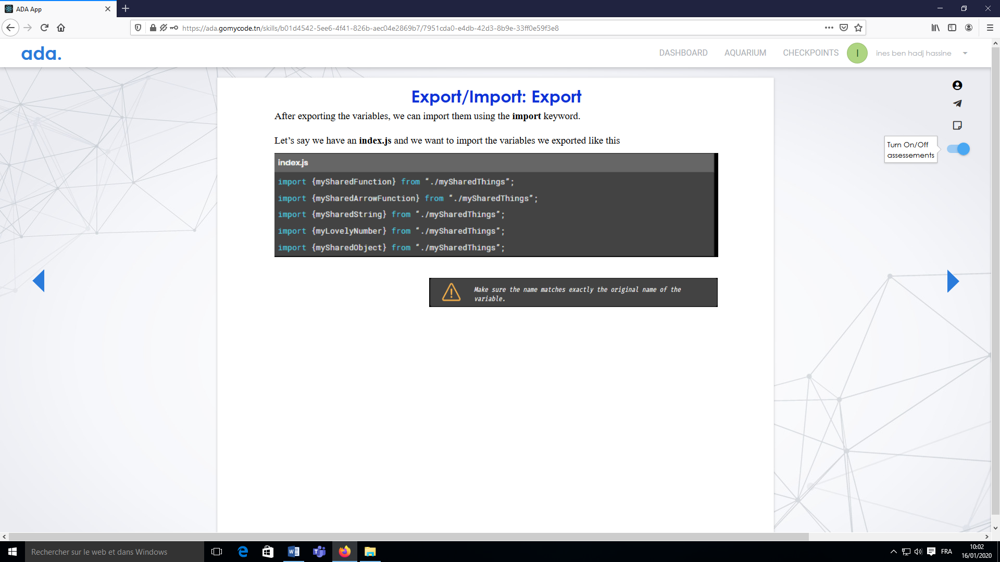 ADA App
https://ada.gomycode.tn/skills/b01d4542-5ee6-4f41-826b-aec04e2869b7/7951cda0-e4db-42d3-8b9e-33ff0e59f3e8
ada.
DASHBOARD AQUARIUM CHECKPOINTS I ines ben hadj hassine
Export/Import: Export
After exporting the variables, we can import them using the import keyword.
Let’s say we have an index.js and we want to import the variables we exported like this
Turn On/Off
assessements
index.js
import {mySharedFunction} from “./mySharedThings”;
import {mySharedArrowFunction} from “./mySharedThings”;
import {mySharedString} from “./mySharedThings”;
import {myLovelyNumber} from “./mySharedThings”;
import {mySharedObject} from “./mySharedThings”;
Make sure the name matches exactly the original name of the
variable.
Rechercher sur le web et dans Windows
FRA
10:02
16/01/2020